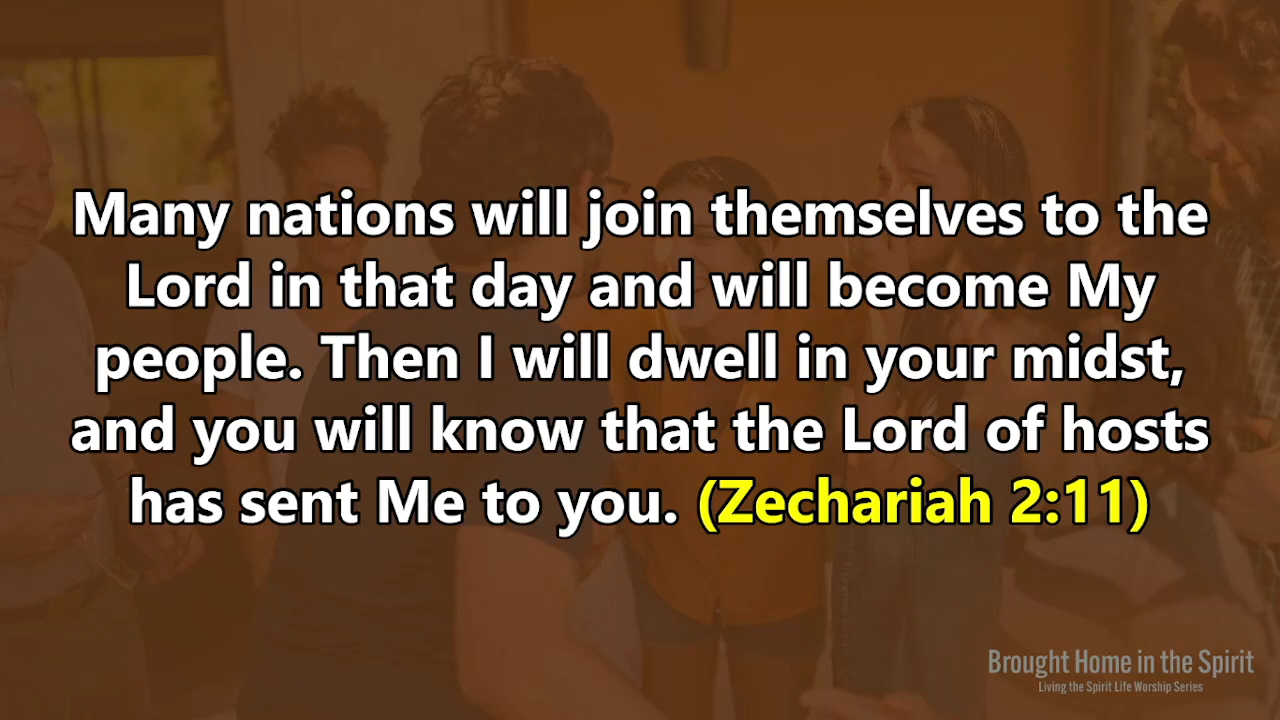 Many nations will join themselves to the
Lord in that day and will become My
people. Then I will dwell in your midst,
and you will know that the Lord of hosts
has sent Me to you. (Zechariah 2:11)
Brought Home in the Spirit
Living the Spirit Life Worship Series